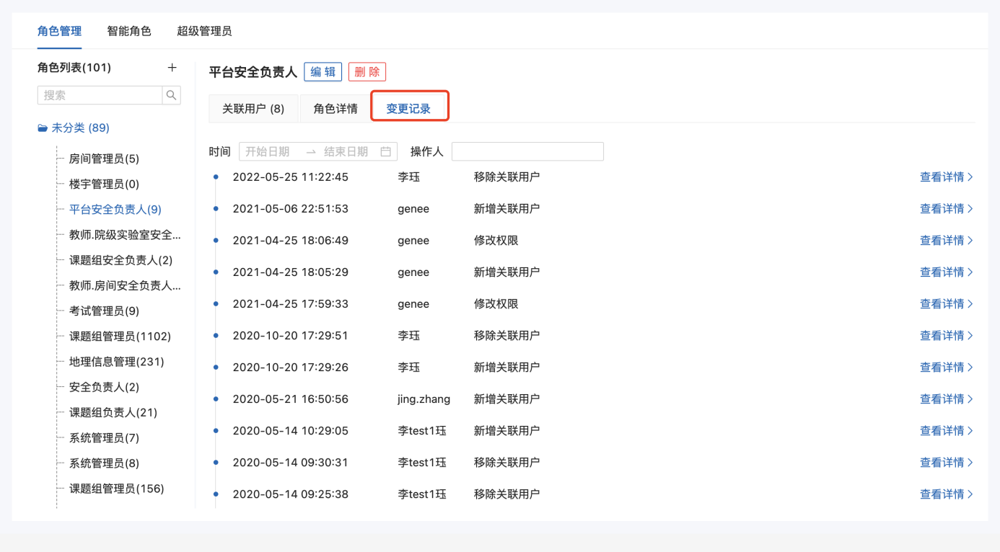 角色管理 智能角色 超级管理员
角色列表(101) +
搜索
未分类 (89)
房间管理员(5)
楼宇管理员(0)
平台安全负责人(9)
教师.院级实验室安全...
课题组安全负责人(2)
教师.房间安全负责人...
考试管理员(9)
课题组管理员(1102)
地理信息管理(231)
安全负责人(2)
课题组负责人(21)
系统管理员(7)
系统管理员(8)
课题组管理员(156)
平台安全负责人 编 辑 删 除
关联用户 (8) 角色详情 变更记录
时间 开始日期 → 结束日期 操作人
2022-05-25 11:22:45 李珏 移除关联用户 查看详情
2021-05-06 22:51:53 genee 新增关联用户 查看详情
2021-04-25 18:06:49 genee 修改权限 查看详情
2021-04-25 18:05:29 genee 新增关联用户 查看详情
2021-04-25 17:59:33 genee 修改权限 查看详情
2020-10-20 17:29:51 李珏 移除关联用户 查看详情
2020-10-20 17:29:26 李珏 新增关联用户 查看详情
2020-05-21 16:50:56 jing.zhang 新增关联用户 查看详情
2020-05-14 10:29:05 李test1珏 新增关联用户 查看详情
2020-05-14 09:30:31 李test1珏 移除关联用户 查看详情
2020-05-14 09:25:38 李test1珏 移除关联用户 查看详情